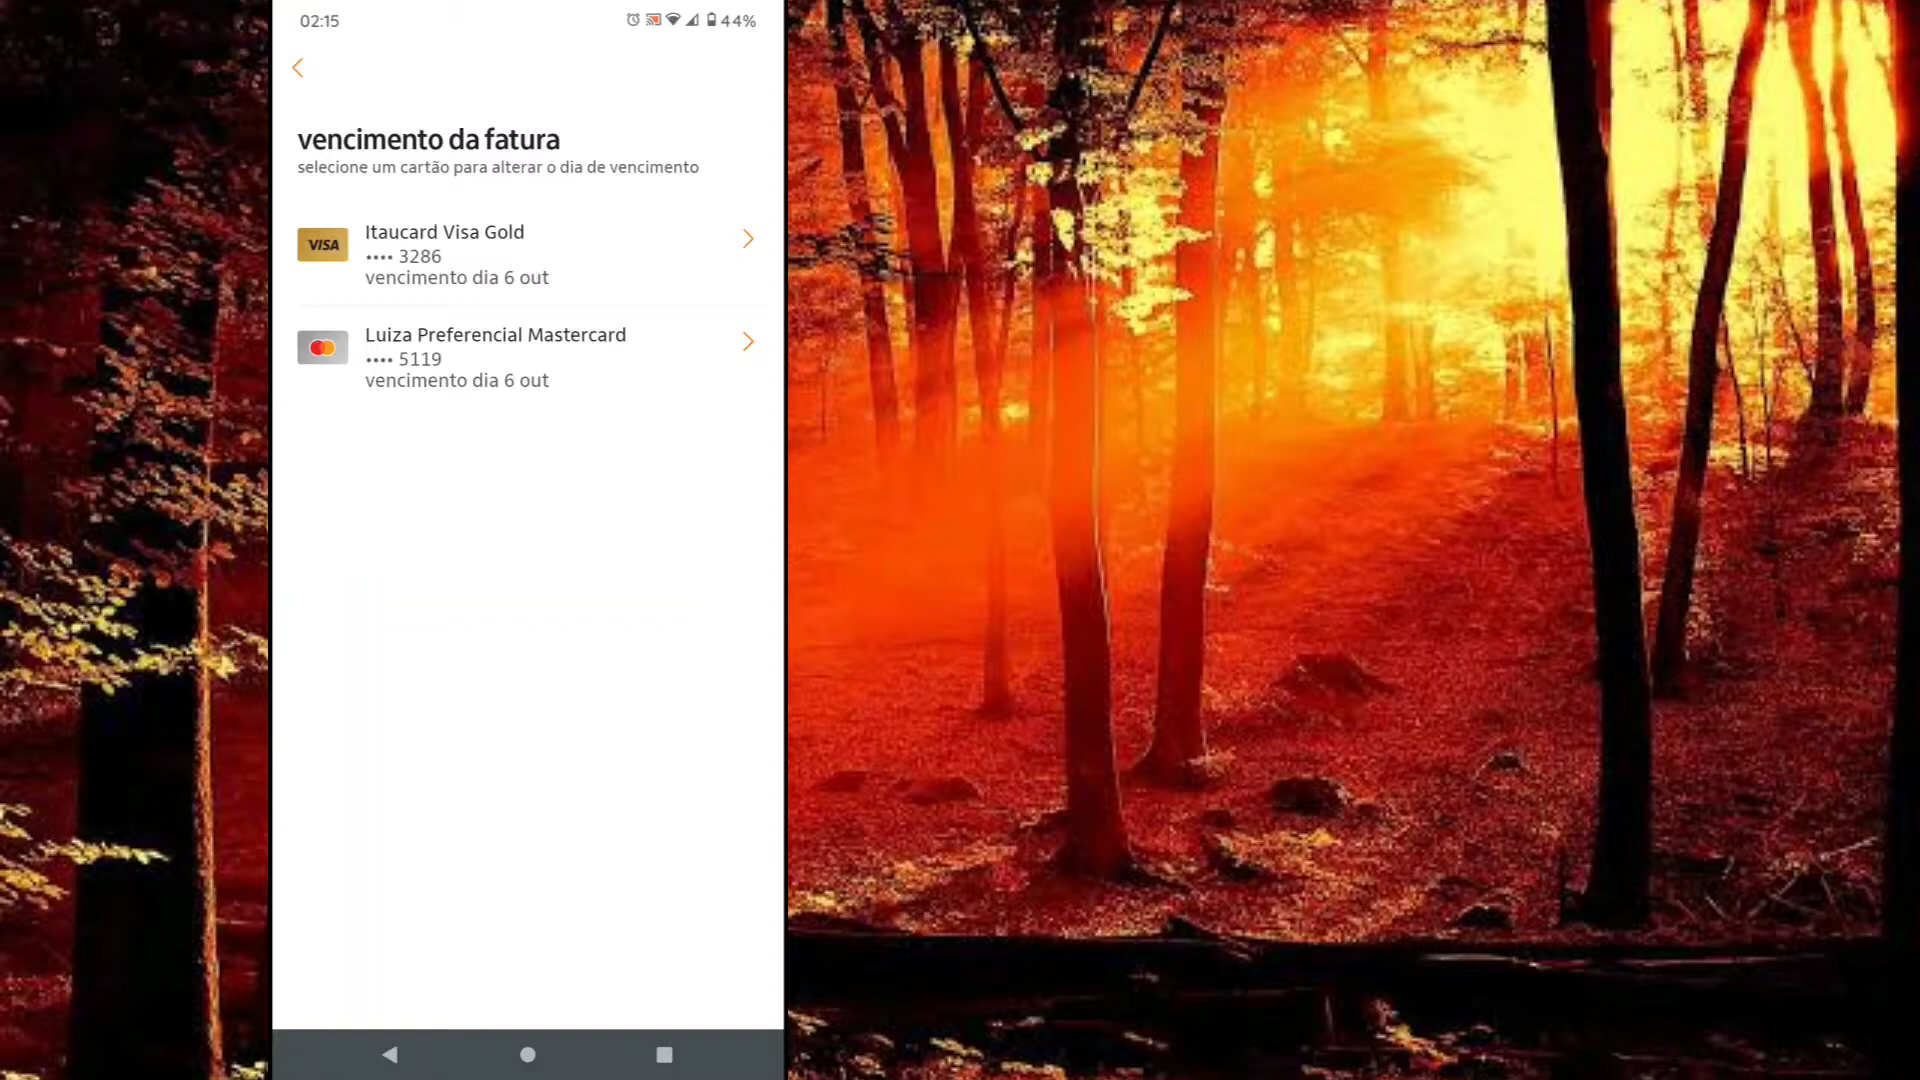 02:15
44%
vencimento da fatura
selecione um cartão para alterar o dia de vencimento
VISA
Itaucard Visa Gold
•••• 3286
vencimento dia 6 out
Luiza Preferencial Mastercard
•••• 5119
vencimento dia 6 out